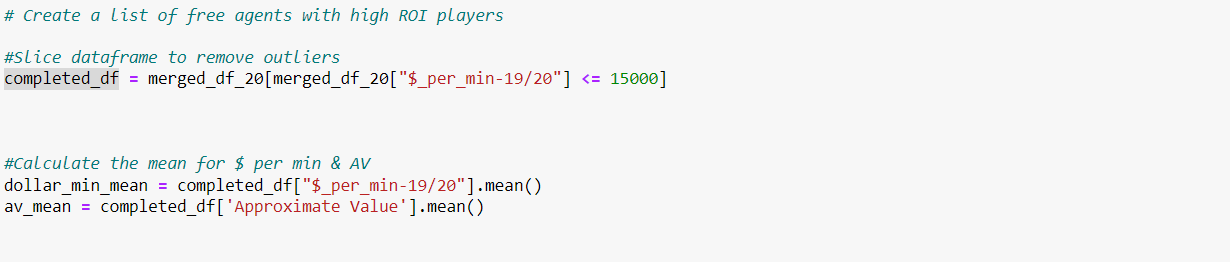 # Create a list of free agents with high ROI players
#Slice dataframe to remove outliers
completed_df = merged_df_20[merged_df_20["$_per_min-19/20"] <= 15000]
#Calculate the mean for $ per min & AV
dollar_min_mean = completed_df["$_per_min-19/20"].mean()
av_mean = completed_df['Approximate Value'].mean()